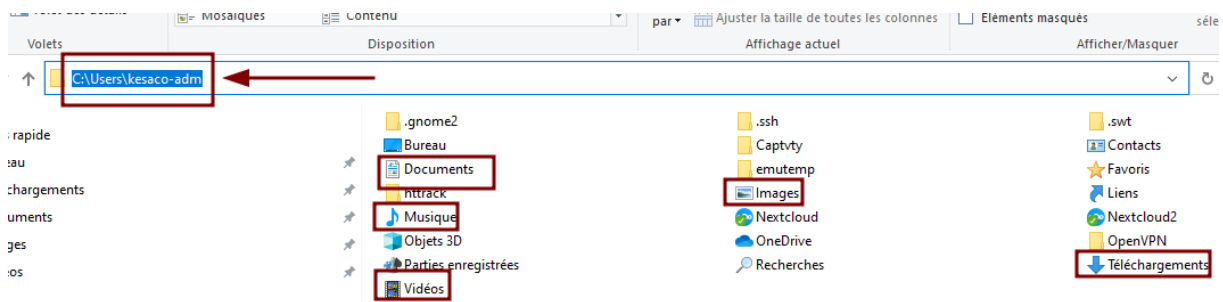 Mosaïques Contenu par Ajuster la taille de toutes les colonnes Éléments masqués
Volets Disposition Affichage actuel Afficher/Masquer
C:\Users\kesaco-adm
rapide
.gnome2 .ssh .swt
Bureau Captvty Contacts
Documents emutemp Favoris
httrack Images Liens
Musique Nextcloud Nextcloud2
Objets 3D OneDrive OpenVPN
Parties enregistrées Recherches Téléchargements
Vidéos